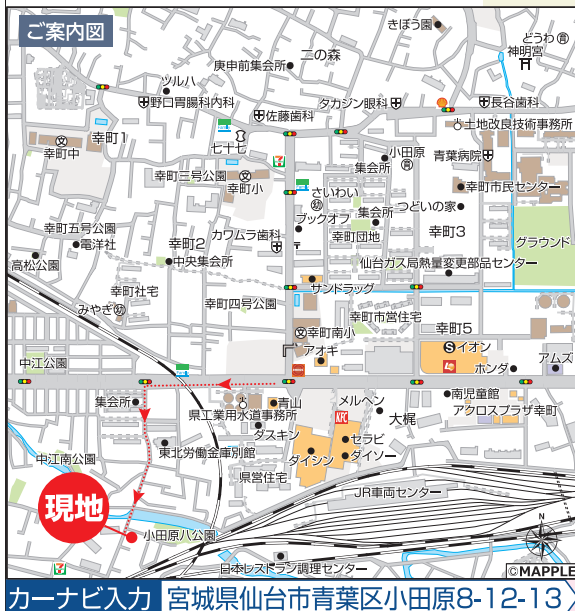 ご案内図
きぼう園
どうわ 育
神明宮
二の森
庚申前集会所
ツルハ
野口胃腸科内科
タカジン眼科
長谷歯科
佐藤歯科
土地改良技術事務所
幸町1
文
幸町中
七十七
小田原
育
集会所
青葉病院
幸町三号公園
文
幸町小
さいわい
幼
幸町市民センター
つどいの家
集会所
ブックオフ
幸町五号公園
電洋社
幸町2
カワムラ歯科
幸町団地
幸町3
グラウンド
高松公園
中央集会所
仙台ガス局熱量変更部品センター
幸町社宅
サンドラッグ
みやぎ 幼
幸町四号公園
幸町市営住宅
文 幸町南小
幸町5
S イオン
中江公園
アオキ
ホンダ
アムズ
集会所
青山
メルヘン
南児童館
県工業用水道事務所
KFC
大梶
アクロスプラザ幸町
ダスキン
セラビ
東北労働金庫別館
中江南公園
ダイシン
ダイソー
県営住宅
JR車両センター
現地
小田原八公園
日本レストラン調理センター
N
©MAPPLE
カーナビ入力 宮城県仙台市青葉区小田原8-12-13